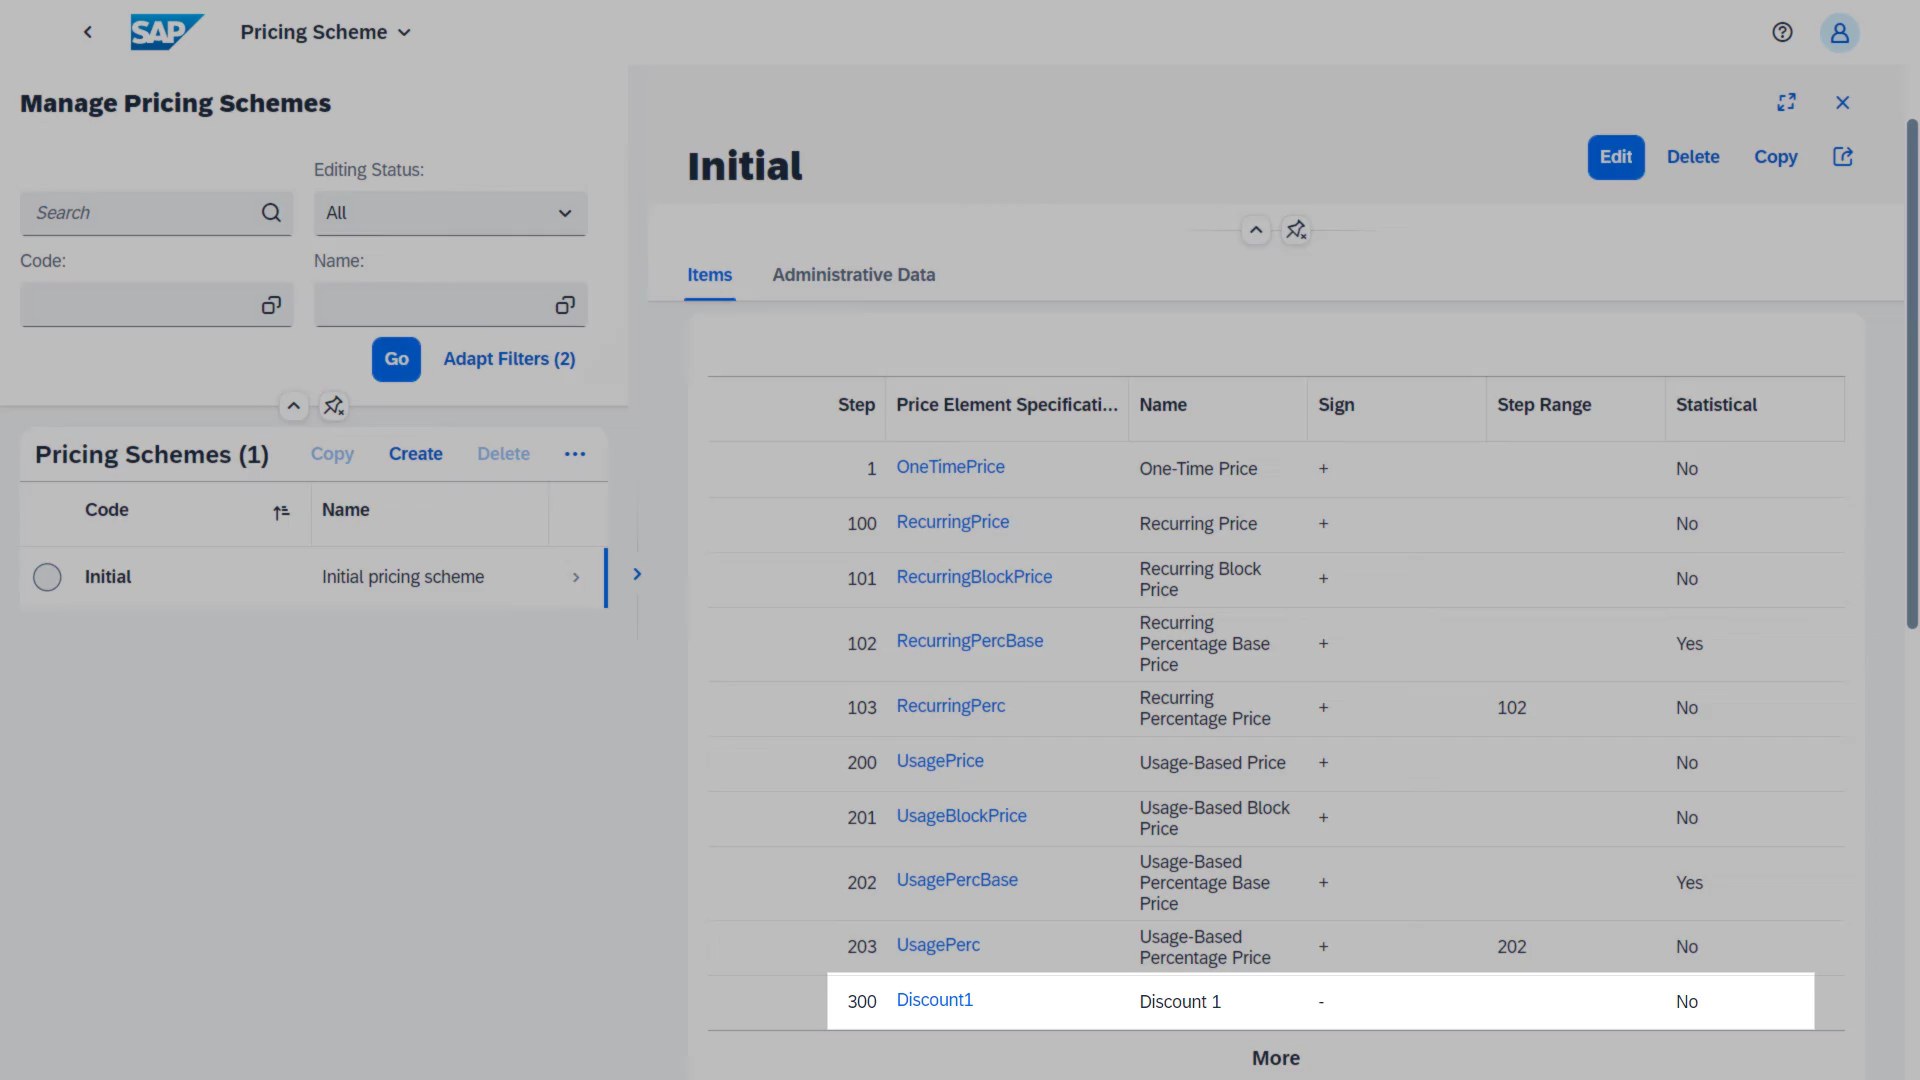 SAP
Pricing Scheme
Manage Pricing Schemes
Editing Status:
Search
All
Code:
Name:
Go
Adapt Filters (2)
Pricing Schemes (1)
Copy
Create
Delete
Code
Name
Initial
Initial pricing scheme
Initial
Edit
Delete
Copy
Items
Administrative Data
Step
Price Element Specificati...
Name
Sign
Step Range
Statistical
1
OneTimePrice
One-Time Price
+
No
100
RecurringPrice
Recurring Price
+
No
101
RecurringBlockPrice
Recurring Block
Price
+
No
102
RecurringPercBase
Recurring
Percentage Base
Price
+
Yes
103
RecurringPerc
Recurring
Percentage Price
+
102
No
200
UsagePrice
Usage-Based Price
+
No
201
UsageBlockPrice
Usage-Based Block
Price
+
No
202
UsagePercBase
Usage-Based
Percentage Base
Price
+
Yes
203
UsagePerc
Usage-Based
Percentage Price
+
202
No
300
Discount1
Discount 1
-
No
More